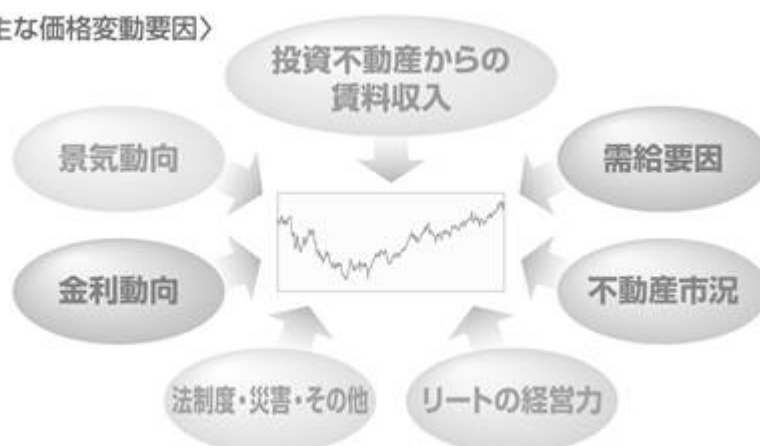 主な価格変動要因〉
投資不動産からの
賃料収入
景気動向
需給要因
金利動向
不動産市況
法制度・災害・その他
リートの経営力